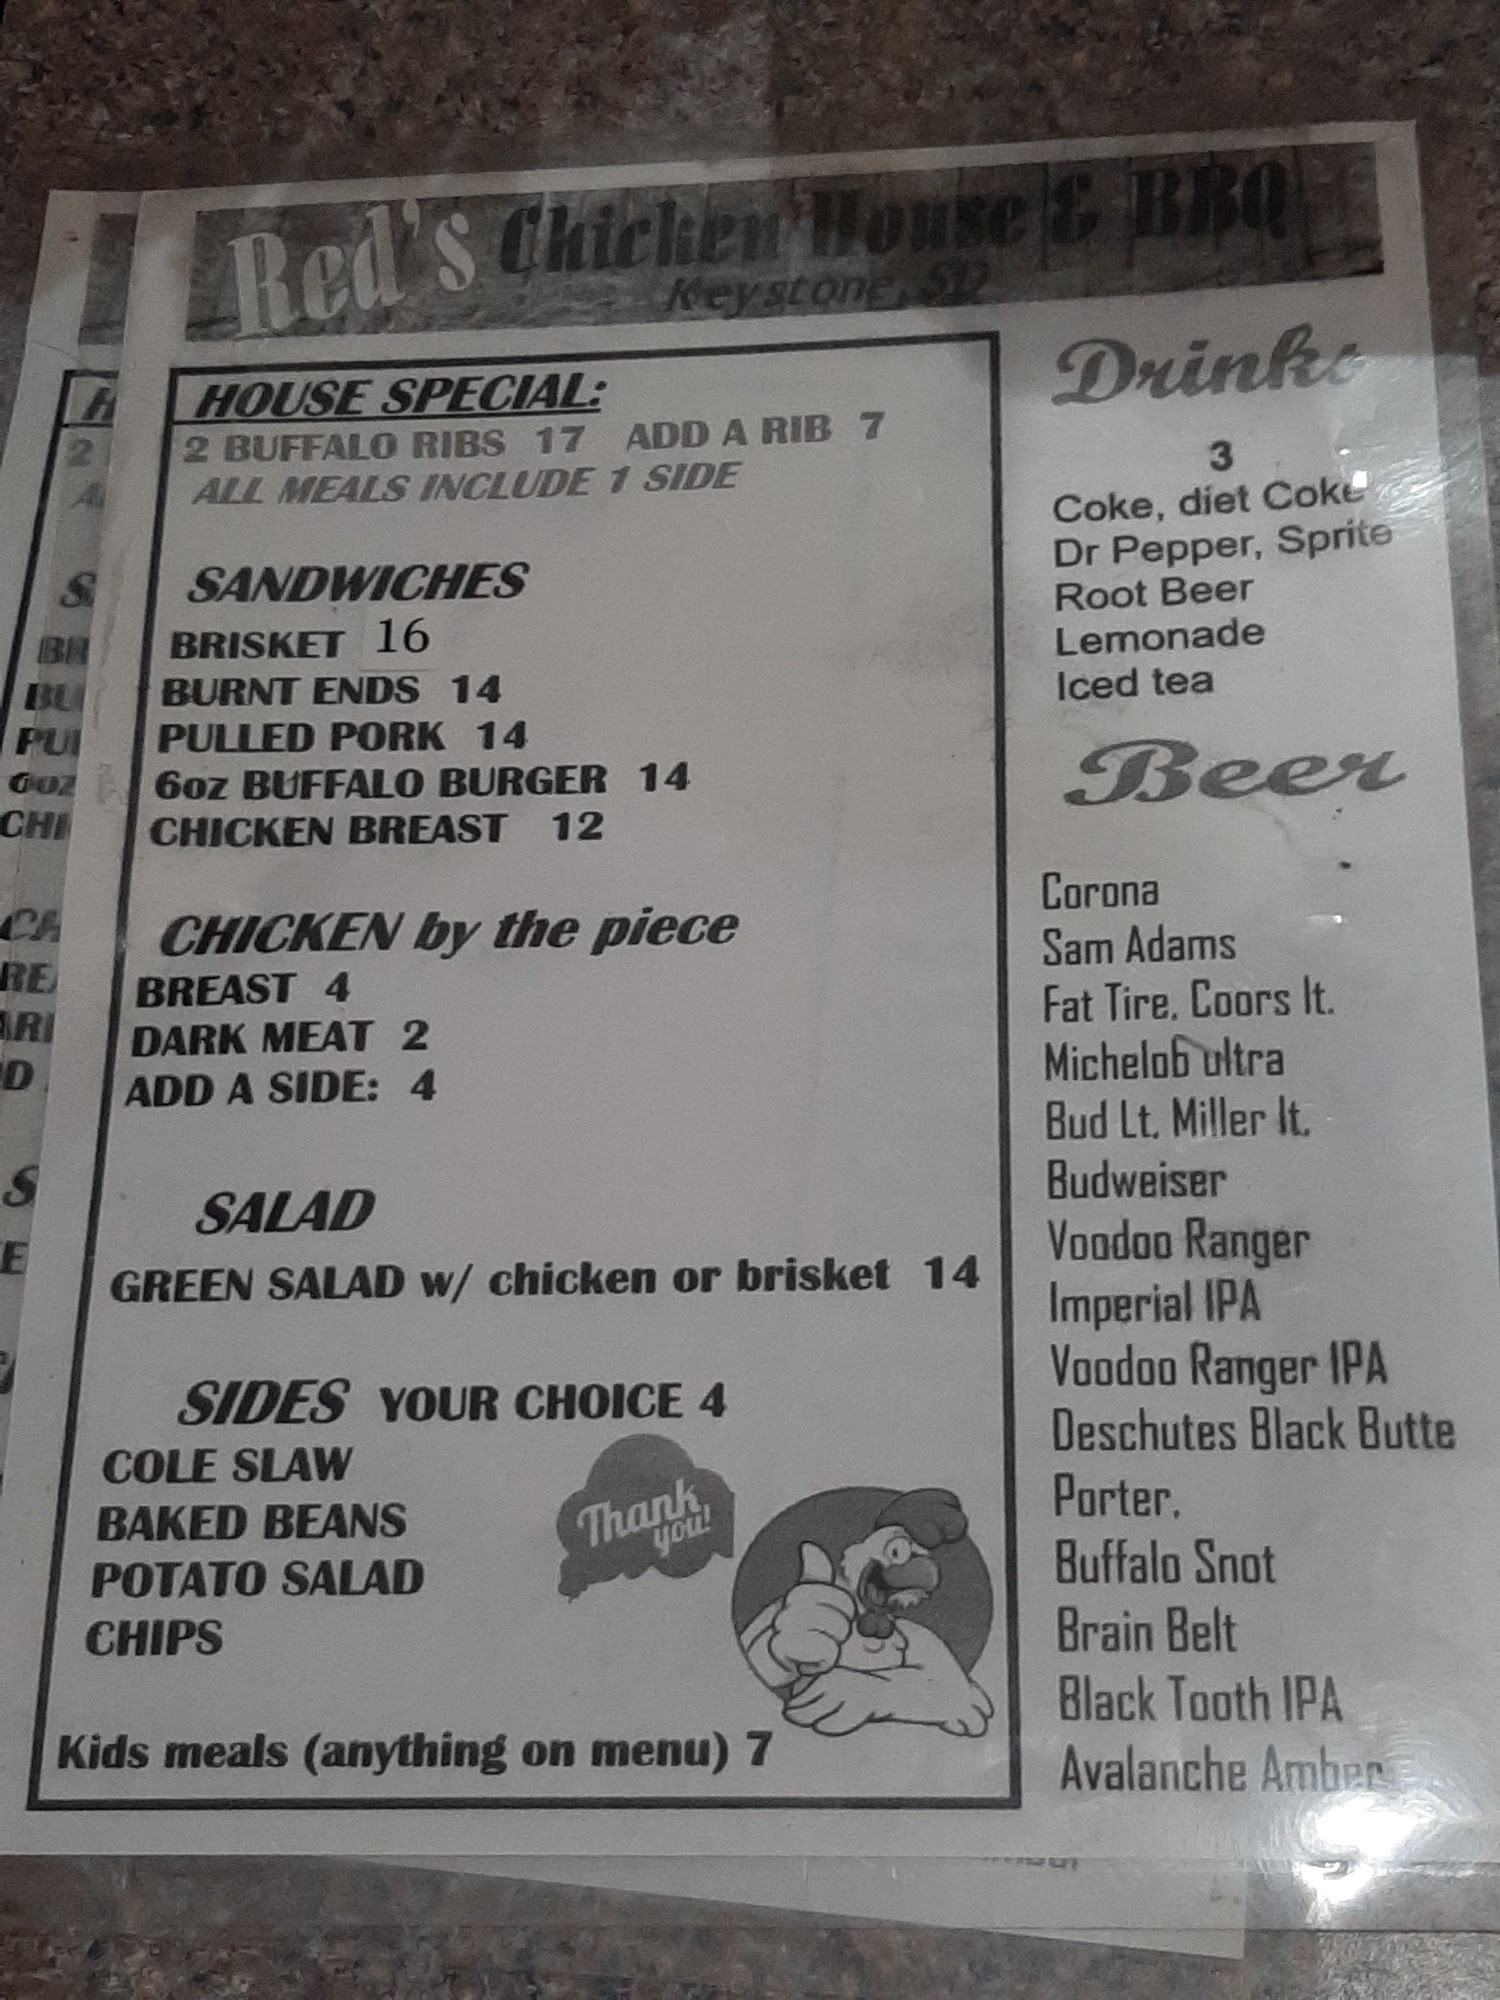 Red's Chicken House & BBQ
Keystone, SD
HOUSE SPECIAL:
2 BUFFALO RIBS 17 ADD A RIB 7
ALL MEALS INCLUDE 1 SIDE
SANDWICHES
BRISKET 16
BURNT ENDS 14
PULLED PORK 14
6oz BUFFALO BURGER 14
CHICKEN BREAST 12
CHICKEN by the piece
BREAST 4
DARK MEAT 2
ADD A SIDE: 4
SALAD
GREEN SALAD w/ chicken or brisket 14
SIDES YOUR CHOICE 4
COLE SLAW
BAKED BEANS
POTATO SALAD
CHIPS
Thank
you!
Kids meals (anything on menu) 7
Drinks
3
Coke, diet Coke
Dr Pepper, Sprite
Root Beer
Lemonade
Iced tea
Beer
Corona
Sam Adams
Fat Tire, Coors lt.
Michelob ultra
Bud Lt, Miller lt,
Budweiser
Voodoo Ranger
Imperial IPA
Voodoo Ranger IPA
Deschutes Black Butte
Porter,
Buffalo Snot
Brain Belt
Black Tooth IPA
Avalanche Amber